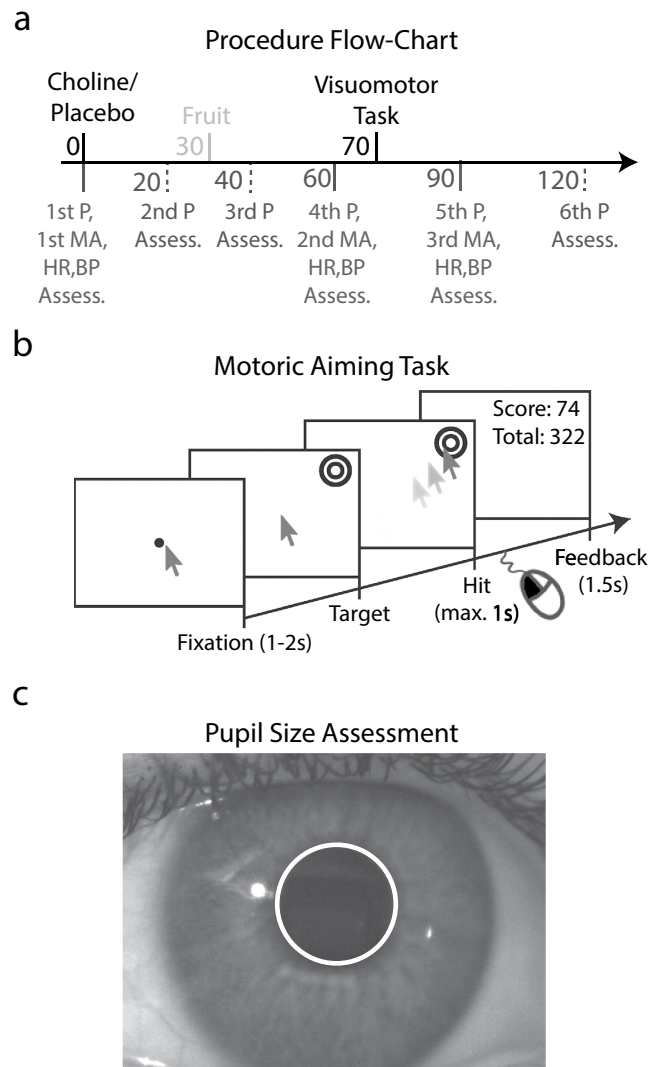 a
Procedure Flow-Chart
Choline/
Placebo
Fruit
Visuomotor
Task
0
30
70
20
40
60
90
120
1st P,
1st MA,
HR,BP
Assess.
2nd P
Assess.
3rd P
Assess.
4th P,
2nd MA,
HR,BP
Assess.
5th P,
3rd MA,
HR,BP
Assess.
6th P
Assess.
b
Motoric Aiming Task
Score: 74
Total: 322
Fixation (1-2s)
Target
Hit
(max. 1s)
Feedback
(1.5s)
c
Pupil Size Assessment